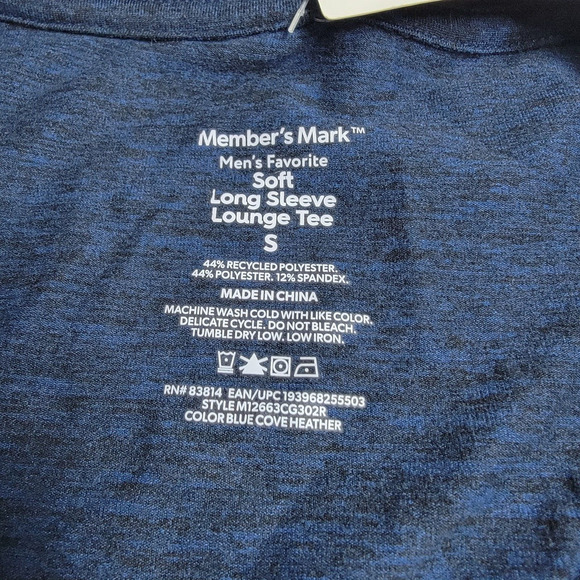 Member's Mark™
Men's Favorite
Soft
Long Sleeve
Lounge Tee
S
44% RECYCLED POLYESTER.
44% POLYESTER. 12% SPANDEX.
MADE IN CHINA
MACHINE WASH COLD WITH LIKE COLOR.
DELICATE CYCLE. DO NOT BLEACH.
TUMBLE DRY LOW. LOW IRON.
RN# 83814 EAN/UPC 193968255503
STYLE M12663CG302R
COLOR BLUE COVE HEATHER